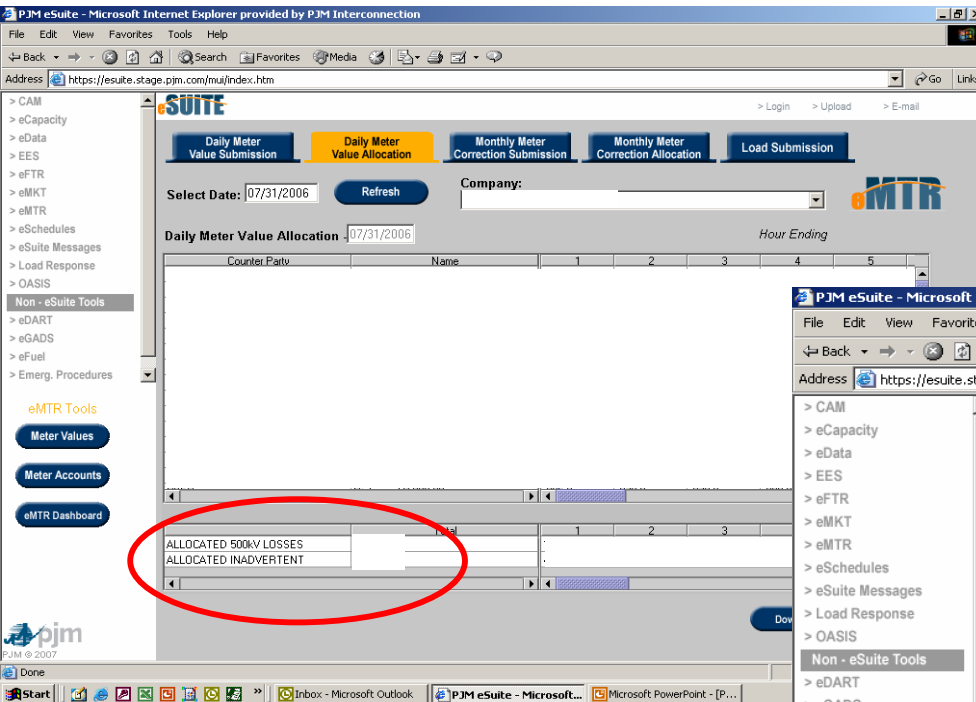 PJM eSuite - Microsoft Internet Explorer provided by PJM Interconnection
File Edit View Favorites Tools Help
Back Search Favorites Media
Address https://esuite.stage.pjm.com/mui/index.htm Go Links
> CAM
> eCapacity
> eData
> EES
> eFTR
> eMKT
> eMTR
> eSchedules
> eSuite Messages
> Load Response
> OASIS
Non - eSuite Tools
> eDART
> eGADS
> eFuel
> Emerg. Procedures
eMTR Tools
Meter Values
Meter Accounts
eMTR Dashboard
pjm
PJM © 2007
eSUITE
> Login > Upload > E-mail
Daily Meter Value Submission
Daily Meter Value Allocation
Monthly Meter Correction Submission
Monthly Meter Correction Allocation
Load Submission
Select Date: 07/31/2006 Refresh Company:
eMTR
Daily Meter Value Allocation - 07/31/2006 Hour Ending
Counter Party Name 1 2 3 4 5
Total 1 2 3
ALLOCATED 500kV LOSSES
ALLOCATED INADVERTENT
Dow
PJM eSuite - Microsoft
File Edit View Favorit
Back
Address https://esuite.st
> CAM
> eCapacity
> eData
> EES
> eFTR
> eMKT
> eMTR
> eSchedules
> eSuite Messages
> Load Response
> OASIS
Non - eSuite Tools
> eDART
Done
Start » Inbox - Microsoft Outlook PJM eSuite - Microsoft... Microsoft PowerPoint - [P...